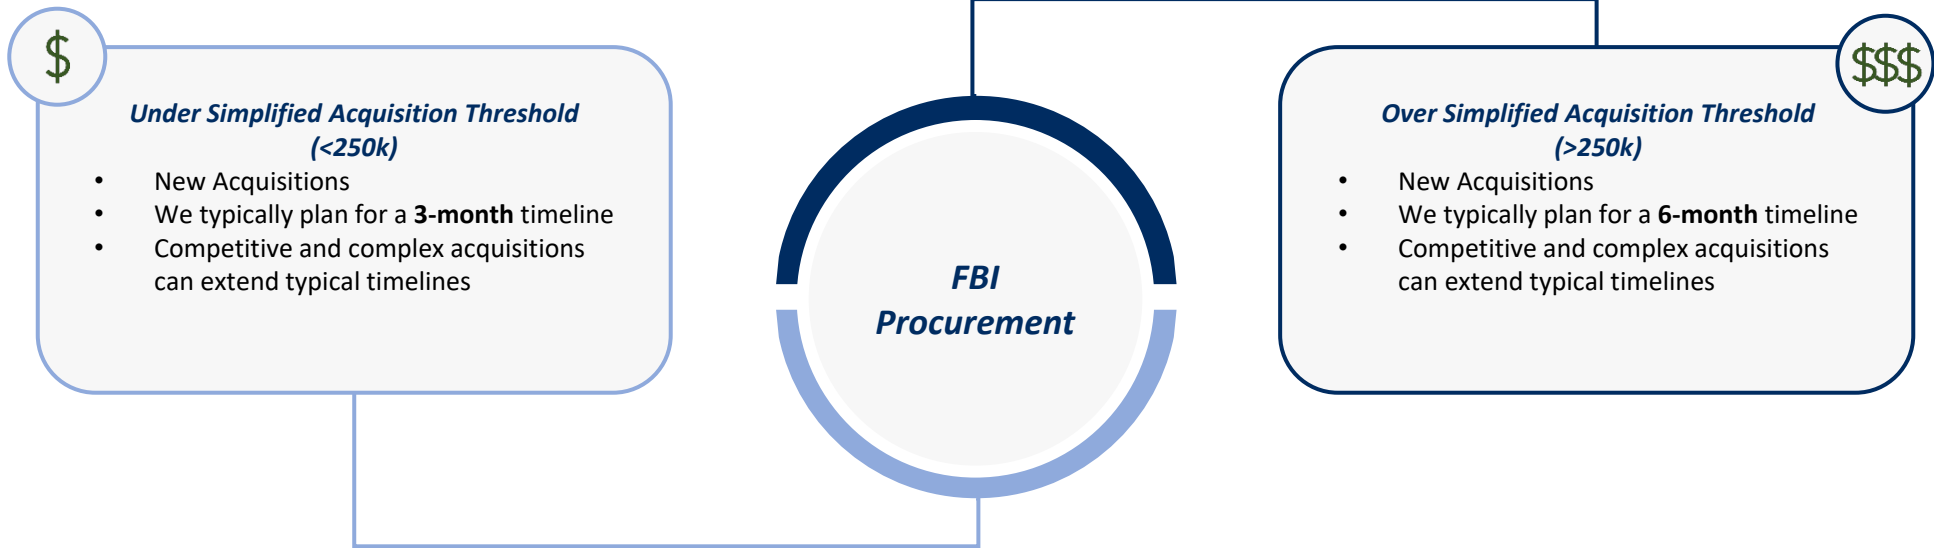 $
Under Simplified Acquisition Threshold
(<250k)
• New Acquisitions
• We typically plan for a 3-month timeline
• Competitive and complex acquisitions
can extend typical timelines
FBI
Procurement
$$$
Over Simplified Acquisition Threshold
(>250k)
• New Acquisitions
• We typically plan for a 6-month timeline
• Competitive and complex acquisitions
can extend typical timelines